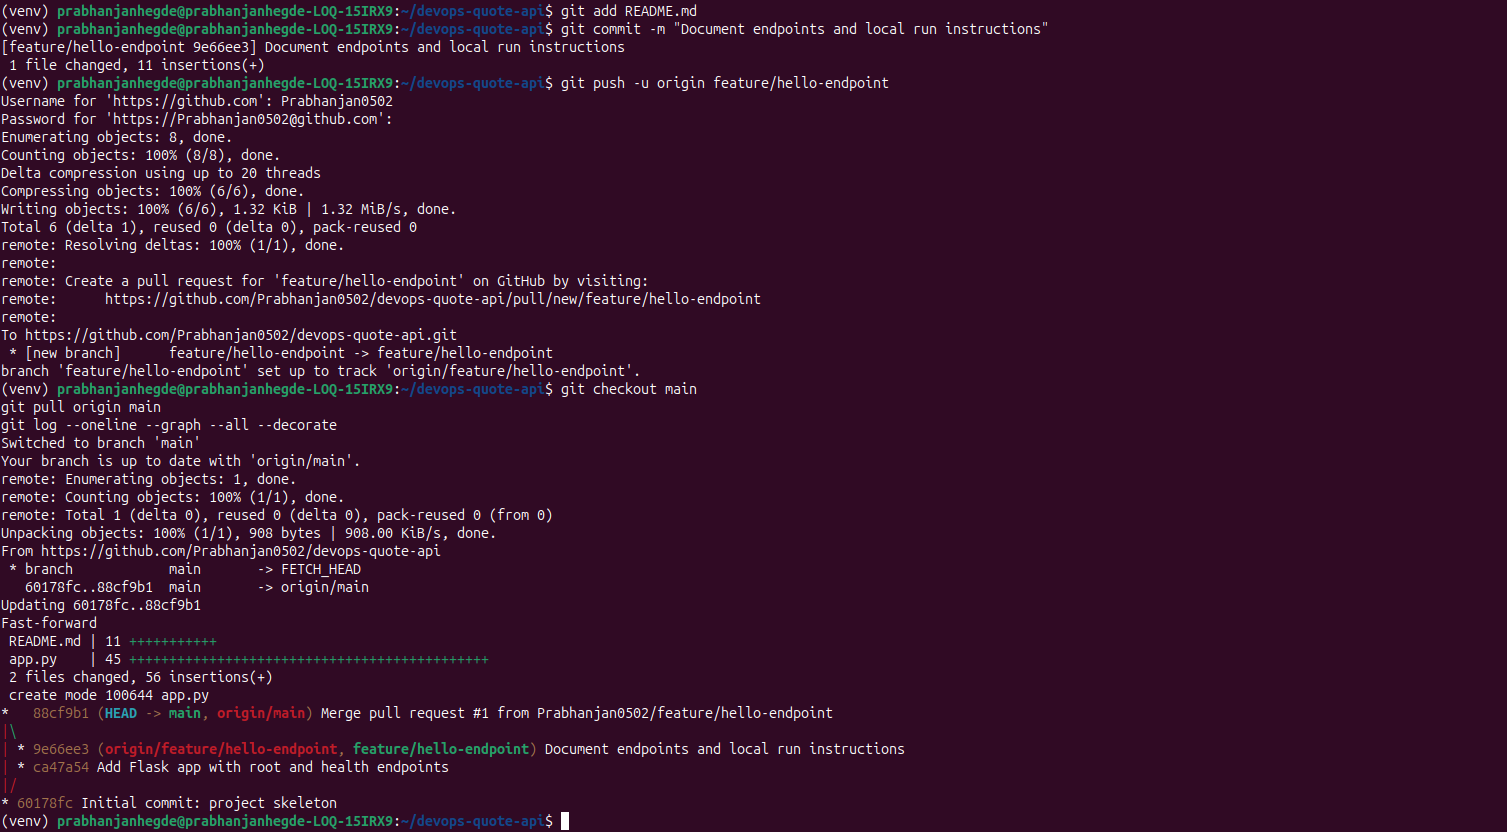 (venv) prabhanjanhegde@prabhanjanhegde-LOQ-15IRX9:~/devops-quote-api$ git add README.md
(venv) prabhanjanhegde@prabhanjanhegde-LOQ-15IRX9:~/devops-quote-api$ git commit -m "Document endpoints and local run instructions"
[feature/hello-endpoint 9e66ee3] Document endpoints and local run instructions
 1 file changed, 11 insertions(+)
(venv) prabhanjanhegde@prabhanjanhegde-LOQ-15IRX9:~/devops-quote-api$ git push -u origin feature/hello-endpoint
Username for 'https://github.com': Prabhanjan0502
Password for 'https://Prabhanjan0502@github.com':
Enumerating objects: 8, done.
Counting objects: 100% (8/8), done.
Delta compression using up to 20 threads
Compressing objects: 100% (6/6), done.
Writing objects: 100% (6/6), 1.32 KiB | 1.32 MiB/s, done.
Total 6 (delta 1), reused 0 (delta 0), pack-reused 0
remote: Resolving deltas: 100% (1/1), done.
remote:
remote: Create a pull request for 'feature/hello-endpoint' on GitHub by visiting:
remote:      https://github.com/Prabhanjan0502/devops-quote-api/pull/new/feature/hello-endpoint
remote:
To https://github.com/Prabhanjan0502/devops-quote-api.git
 * [new branch]      feature/hello-endpoint -> feature/hello-endpoint
branch 'feature/hello-endpoint' set up to track 'origin/feature/hello-endpoint'.
(venv) prabhanjanhegde@prabhanjanhegde-LOQ-15IRX9:~/devops-quote-api$ git checkout main
git pull origin main
git log --oneline --graph --all --decorate
Switched to branch 'main'
Your branch is up to date with 'origin/main'.
remote: Enumerating objects: 1, done.
remote: Counting objects: 100% (1/1), done.
remote: Total 1 (delta 0), reused 0 (delta 0), pack-reused 0 (from 0)
Unpacking objects: 100% (1/1), 908 bytes | 908.00 KiB/s, done.
From https://github.com/Prabhanjan0502/devops-quote-api
 * branch            main       -> FETCH_HEAD
   60178fc..88cf9b1  main       -> origin/main
Updating 60178fc..88cf9b1
Fast-forward
 README.md | 11 +++++++++++
 app.py    | 45 +++++++++++++++++++++++++++++++++++++++++++++
 2 files changed, 56 insertions(+)
 create mode 100644 app.py
*   88cf9b1 (HEAD -> main, origin/main) Merge pull request #1 from Prabhanjan0502/feature/hello-endpoint
|\
| * 9e66ee3 (origin/feature/hello-endpoint, feature/hello-endpoint) Document endpoints and local run instructions
| * ca47a54 Add Flask app with root and health endpoints
|/
* 60178fc Initial commit: project skeleton
(venv) prabhanjanhegde@prabhanjanhegde-LOQ-15IRX9:~/devops-quote-api$